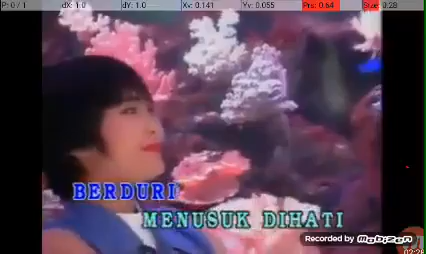 P: 0 / 1 dX: 1.0 dY: 1.0 Xv: 0.141 Yv: 0.055 Prs: 0.64 Size: 0.28
BERDURI
MENUSUK DIHATI
Recorded by Mobizen
02:26